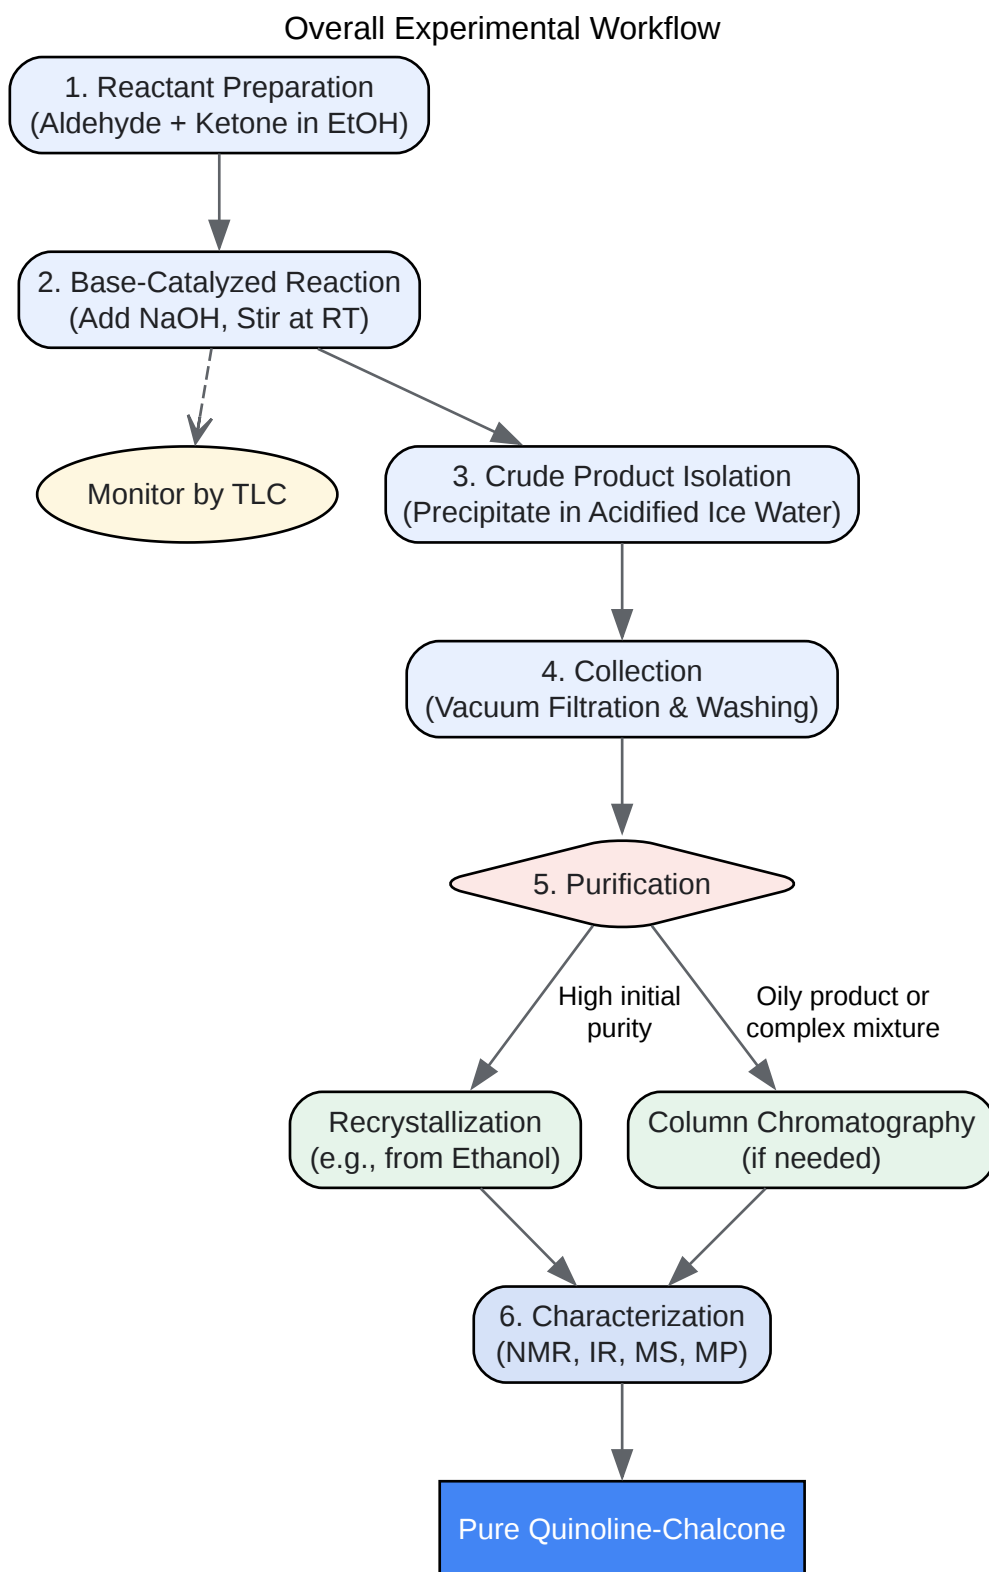 Overall Experimental Workflow
1. Reactant Preparation
(Aldehyde + Ketone in EtOH)
2. Base-Catalyzed Reaction
(Add NaOH, Stir at RT)
Monitor by TLC
3. Crude Product Isolation
(Precipitate in Acidified Ice Water)
4. Collection
(Vacuum Filtration & Washing)
5. Purification
High initial
purity
Oily product or
complex mixture
Recrystallization
(e.g., from Ethanol)
Column Chromatography
(if needed)
6. Characterization
(NMR, IR, MS, MP)
Pure Quinoline-Chalcone